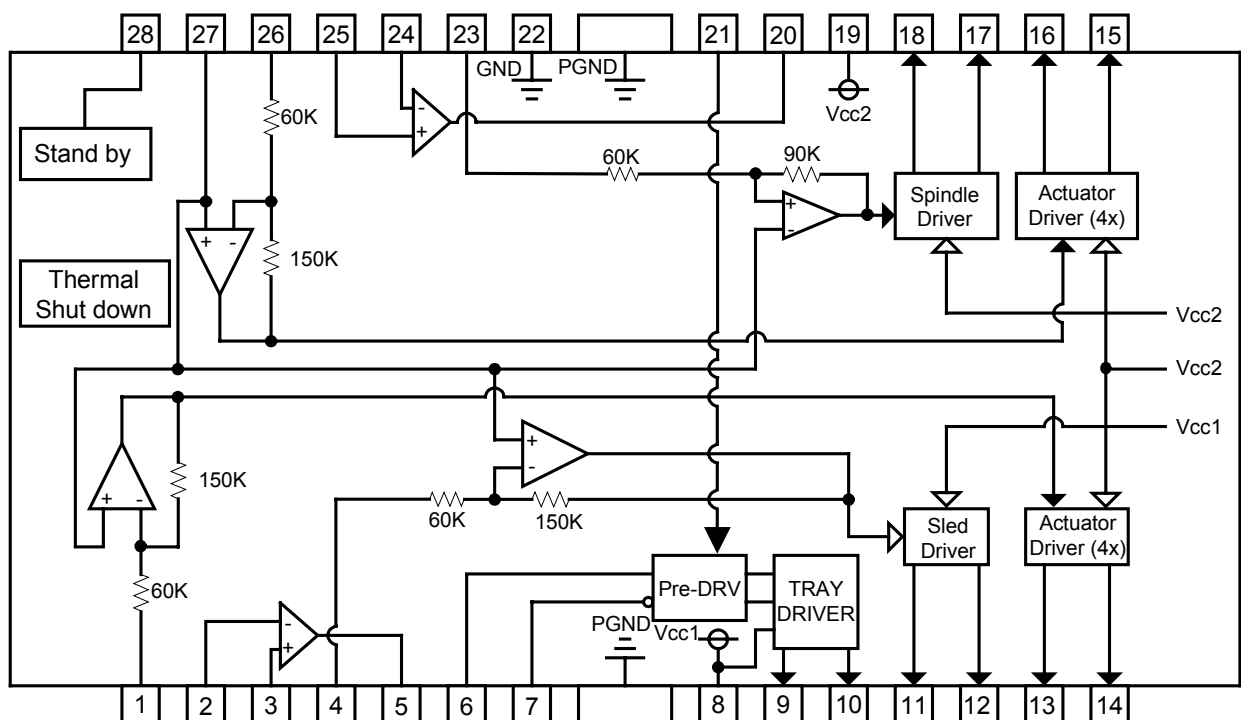 28 27 26 25 24 23 22 21 20 19 18 17 16 15
GND
PGND
Vcc2
60K
Stand by
-
+
60K
90K
Spindle
Driver
Actuator
Driver (4x)
+
-
+ -
150K
Thermal
Shut down
Vcc2
Vcc2
Vcc1
+
-
150K
+ -
60K
150K
Sled
Driver
Actuator
Driver (4x)
60K
Pre-DRV
TRAY
DRIVER
-
+
PGND
Vcc1
1 2 3 4 5 6 7 8 9 10 11 12 13 14